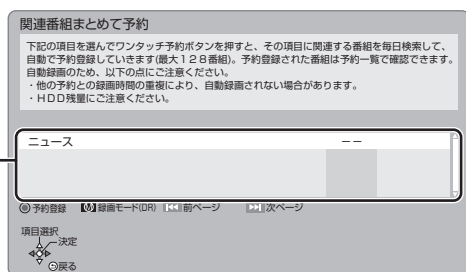 関連番組まとめて予約
下記の項目を選んでワンタッチ予約ボタンを押すと、その項目に関連する番組を毎日検索して、
自動で予約登録していきます(最大１２８番組)。予約登録された番組は予約一覧で確認できます。
自動録画のため、以下の点にご注意ください。
・他の予約との録画時間の重複により、自動録画されない場合があります。
・ＨＤＤ残量にご注意ください。
ニュース －－
予約登録 録画モード(DR) 前ページ 次ページ
項目選択
決定
戻る